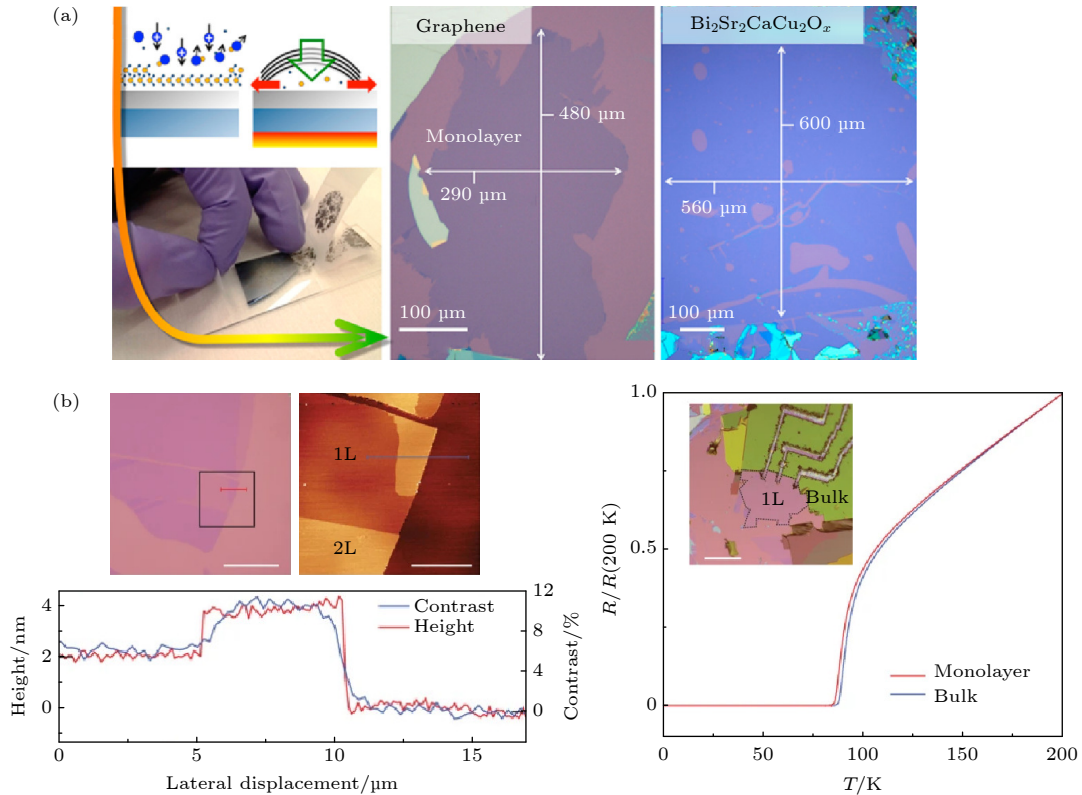 (a)
Graphene
Monolayer
480 µm
290 µm
100 µm
Bi₂Sr₂CaCu₂Oₓ
600 µm
560 µm
100 µm
(b)
1L
2L
Height/nm
4
2
0
Contrast
Height
12
8
4
0
Contrast/%
0
5
10
15
Lateral displacement/µm
R/R(200 K)
1.0
0.5
0
1L
Bulk
Monolayer
Bulk
0
50
75
100
150
200
T/K